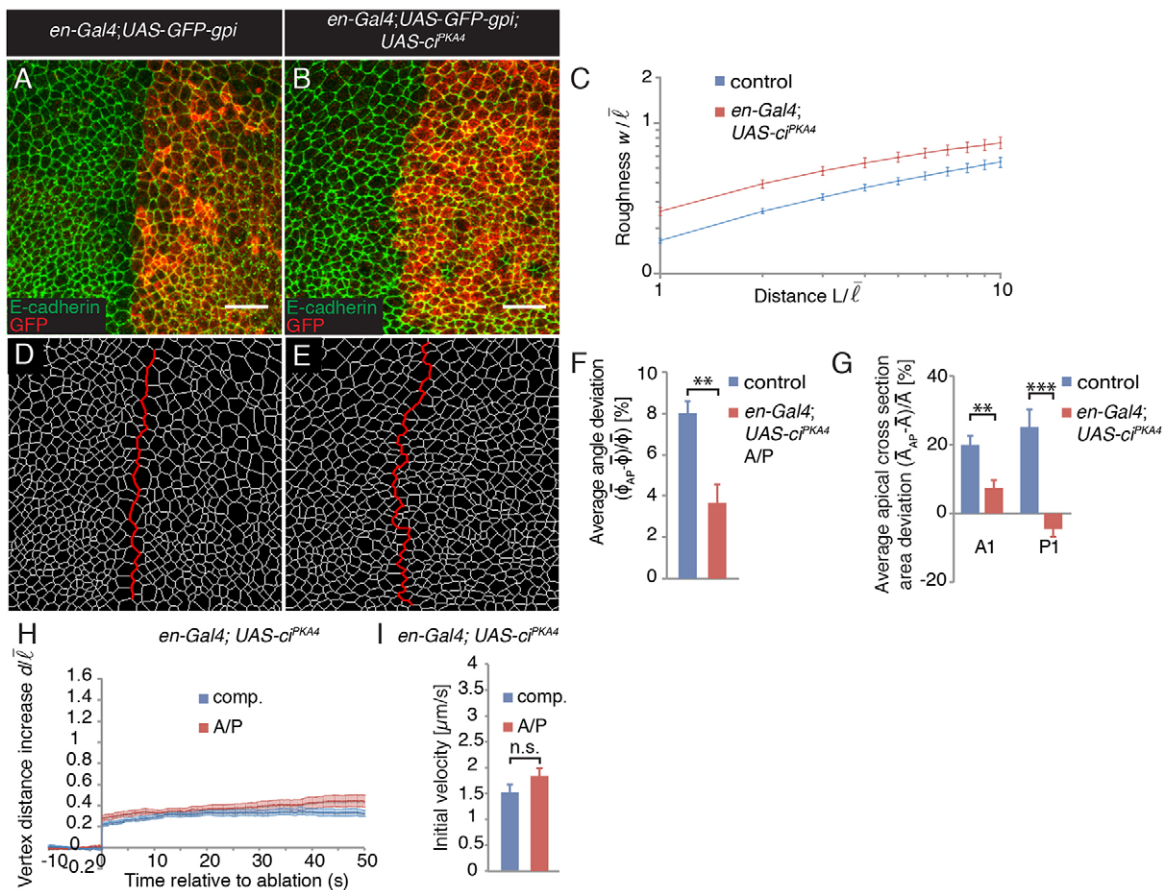 en-Gal4;UAS-GFP-gpi
en-Gal4;UAS-GFP-gpi;
UAS-ci^PKA4
A
B
E-cadherin
GFP
E-cadherin
GFP
C
control
en-Gal4;
UAS-ci^PKA4
Roughness w/ℓ̄
2
1
1
10
Distance L/ℓ̄
D
E
F
control
en-Gal4;
UAS-ci^PKA4
A/P
Average angle deviation
(ϕ̄AP-ϕ̄)/ϕ̄) [%]
10
8
6
4
2
0
**
G
control
en-Gal4;
UAS-ci^PKA4
Average apical cross section
area deviation (ĀAP-Ā)/Ā [%]
40
20
0
-20
**
***
A1
P1
H
en-Gal4; UAS-ci^PKA4
Vertex distance increase d/ℓ̄
1.6
1.4
1.2
1
0.8
0.6
0.4
0.2
0
-0.2
comp.
A/P
-10
0
10
20
30
40
50
Time relative to ablation (s)
I
en-Gal4; UAS-ci^PKA4
Initial velocity [µm/s]
4
3.5
3
2.5
2
1.5
1
0.5
0
comp.
A/P
n.s.